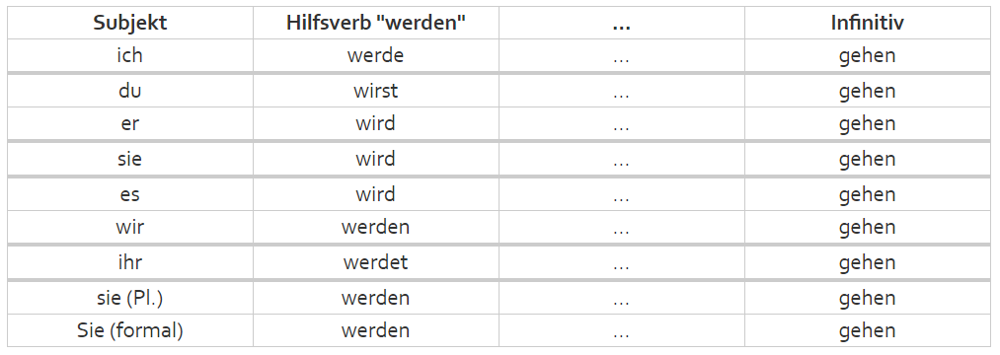 Subjekt Hilfsverb "werden" ... Infinitiv
ich werde ... gehen
du wirst ... gehen
er wird ... gehen
sie wird ... gehen
es wird ... gehen
wir werden ... gehen
ihr werdet ... gehen
sie (Pl.) werden ... gehen
Sie (formal) werden ... gehen